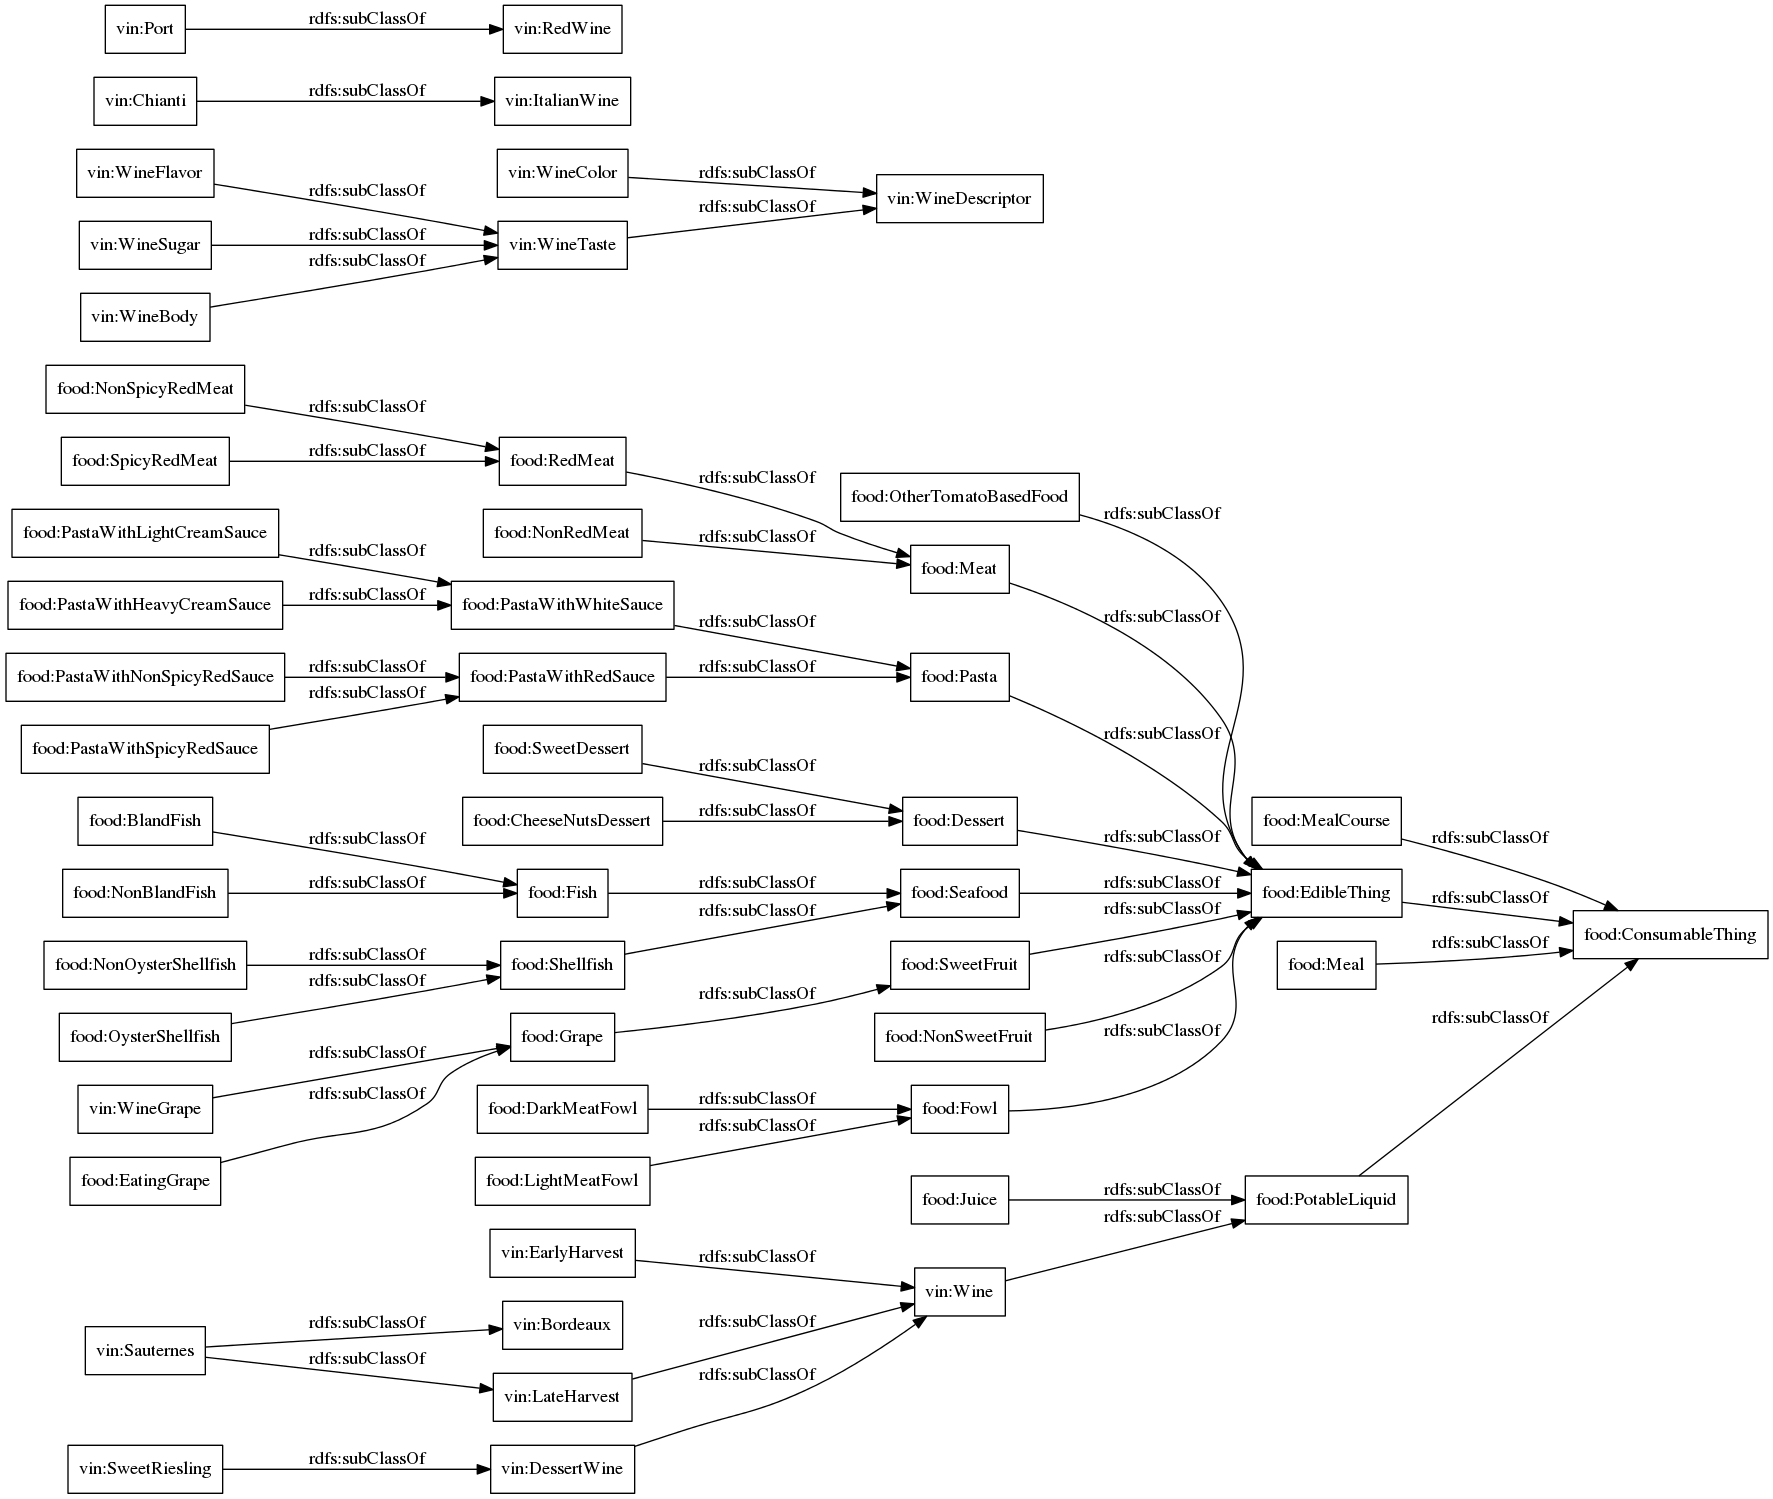 vin:Port
rdfs:subClassOf
vin:RedWine
vin:Chianti
rdfs:subClassOf
vin:ItalianWine
vin:WineFlavor
rdfs:subClassOf
vin:WineColor
rdfs:subClassOf
vin:WineDescriptor
vin:WineSugar
rdfs:subClassOf
vin:WineTaste
rdfs:subClassOf
vin:WineBody
rdfs:subClassOf
food:NonSpicyRedMeat
rdfs:subClassOf
food:SpicyRedMeat
rdfs:subClassOf
food:RedMeat
rdfs:subClassOf
food:OtherTomatoBasedFood
rdfs:subClassOf
food:PastaWithLightCreamSauce
rdfs:subClassOf
food:NonRedMeat
rdfs:subClassOf
food:Meat
rdfs:subClassOf
food:PastaWithHeavyCreamSauce
rdfs:subClassOf
food:PastaWithWhiteSauce
rdfs:subClassOf
food:PastaWithNonSpicyRedSauce
rdfs:subClassOf
food:PastaWithRedSauce
rdfs:subClassOf
food:Pasta
rdfs:subClassOf
food:PastaWithSpicyRedSauce
rdfs:subClassOf
food:SweetDessert
rdfs:subClassOf
food:BlandFish
rdfs:subClassOf
food:CheeseNutsDessert
rdfs:subClassOf
food:Dessert
rdfs:subClassOf
food:MealCourse
rdfs:subClassOf
food:NonBlandFish
rdfs:subClassOf
food:Fish
rdfs:subClassOf
food:Seafood
rdfs:subClassOf
food:EdibleThing
rdfs:subClassOf
food:ConsumableThing
food:NonOysterShellfish
rdfs:subClassOf
food:Shellfish
rdfs:subClassOf
food:SweetFruit
rdfs:subClassOf
food:Meal
rdfs:subClassOf
food:OysterShellfish
rdfs:subClassOf
food:Grape
rdfs:subClassOf
food:NonSweetFruit
rdfs:subClassOf
vin:WineGrape
rdfs:subClassOf
food:DarkMeatFowl
rdfs:subClassOf
food:Fowl
rdfs:subClassOf
food:EatingGrape
rdfs:subClassOf
food:LightMeatFowl
rdfs:subClassOf
food:Juice
rdfs:subClassOf
food:PotableLiquid
rdfs:subClassOf
vin:EarlyHarvest
rdfs:subClassOf
vin:Wine
rdfs:subClassOf
vin:Sauternes
rdfs:subClassOf
vin:Bordeaux
rdfs:subClassOf
vin:LateHarvest
rdfs:subClassOf
vin:SweetRiesling
rdfs:subClassOf
vin:DessertWine
rdfs:subClassOf